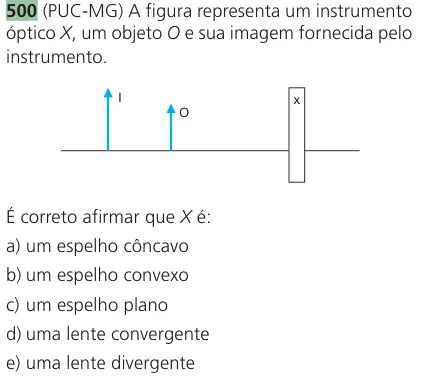 500 (PUC-MG) A figura representa um instrumento
óptico X, um objeto O e sua imagem fornecida pelo
instrumento.
I
O
x
É correto afirmar que X é:
a) um espelho côncavo
b) um espelho convexo
c) um espelho plano
d) uma lente convergente
e) uma lente divergente